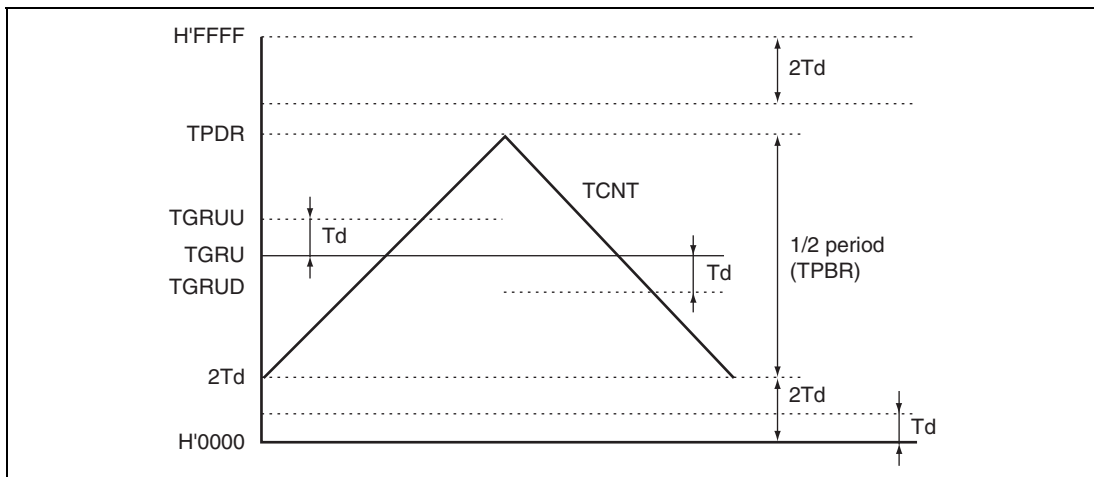 H'FFFF
2Td
TPDR
TCNT
TGRUU
Td
TGRU
1/2 period
(TPBR)
Td
TGRUD
2Td
2Td
Td
H'0000